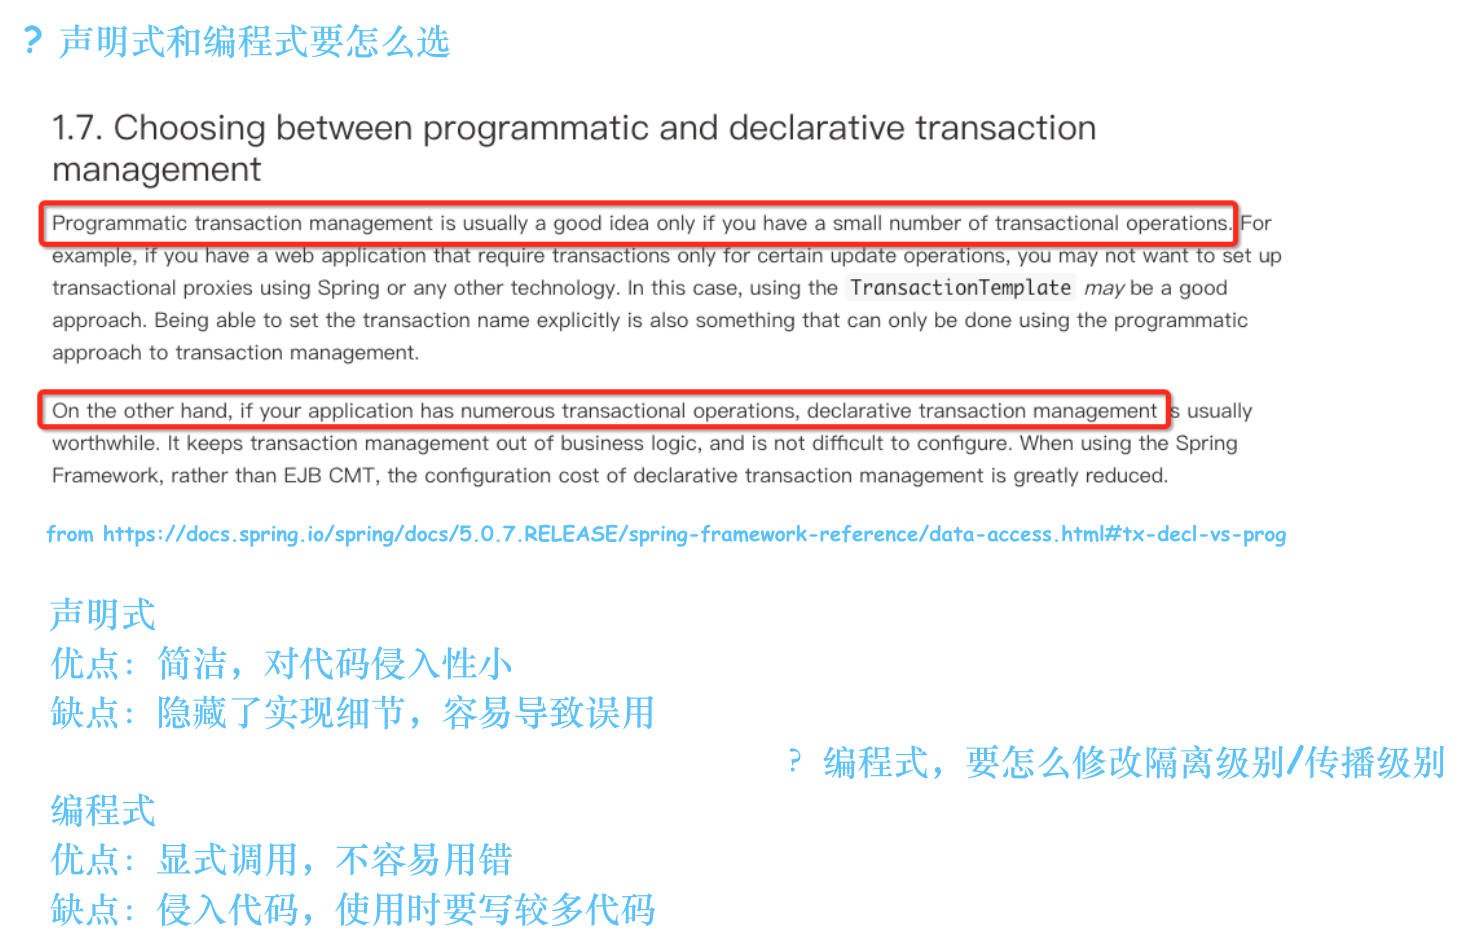 ? 声明式和编程式要怎么选
1.7. Choosing between programmatic and declarative transaction
management
Programmatic transaction management is usually a good idea only if you have a small number of transactional operations. For
example, if you have a web application that require transactions only for certain update operations, you may not want to set up
transactional proxies using Spring or any other technology. In this case, using the TransactionTemplate may be a good
approach. Being able to set the transaction name explicitly is also something that can only be done using the programmatic
approach to transaction management.
On the other hand, if your application has numerous transactional operations, declarative transaction management is usually
worthwhile. It keeps transaction management out of business logic, and is not difficult to configure. When using the Spring
Framework, rather than EJB CMT, the configuration cost of declarative transaction management is greatly reduced.
from https://docs.spring.io/spring/docs/5.0.7.RELEASE/spring-framework-reference/data-access.html#tx-decl-vs-prog
声明式
优点：简洁，对代码侵入性小
缺点：隐藏了实现细节，容易导致误用
? 编程式，要怎么修改隔离级别/传播级别
编程式
优点：显式调用，不容易用错
缺点：侵入代码，使用时要写较多代码